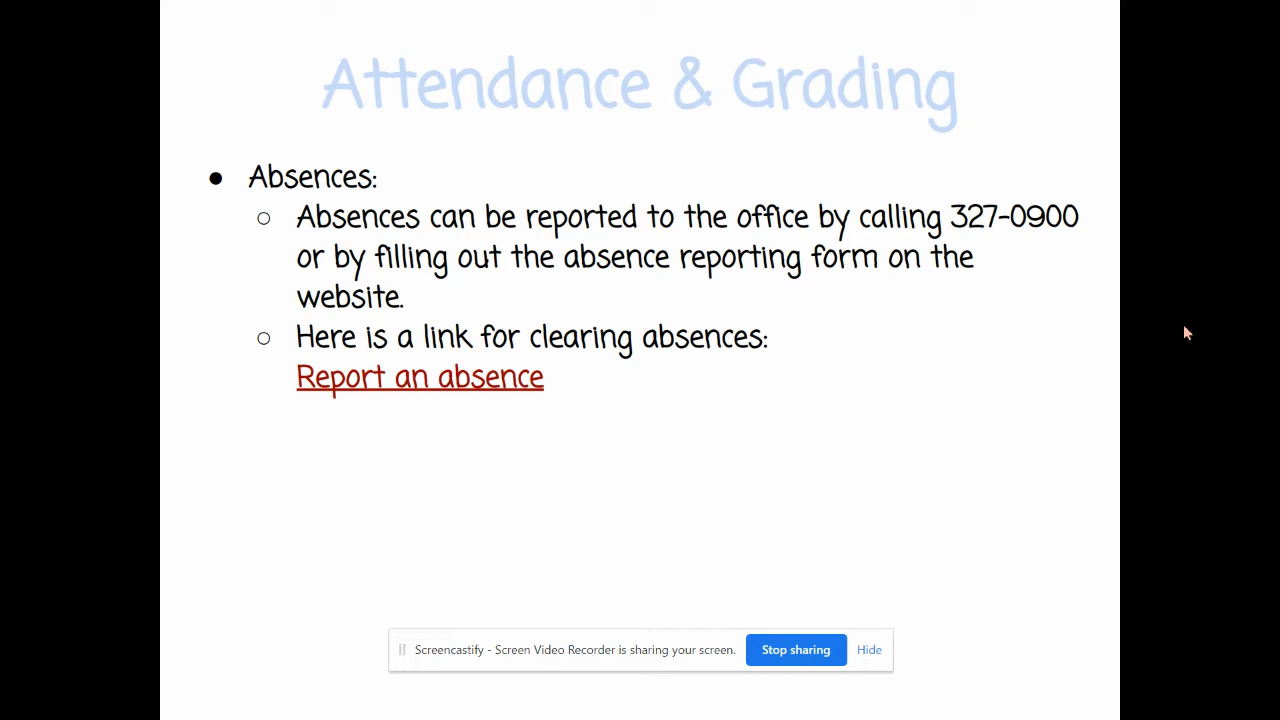 Attendance & Grading
● Absences:
○ Absences can be reported to the office by calling 327-0900
or by filling out the absence reporting form on the
website.
○ Here is a link for clearing absences:
Report an absence
Screencastify - Screen Video Recorder is sharing your screen. Stop sharing Hide